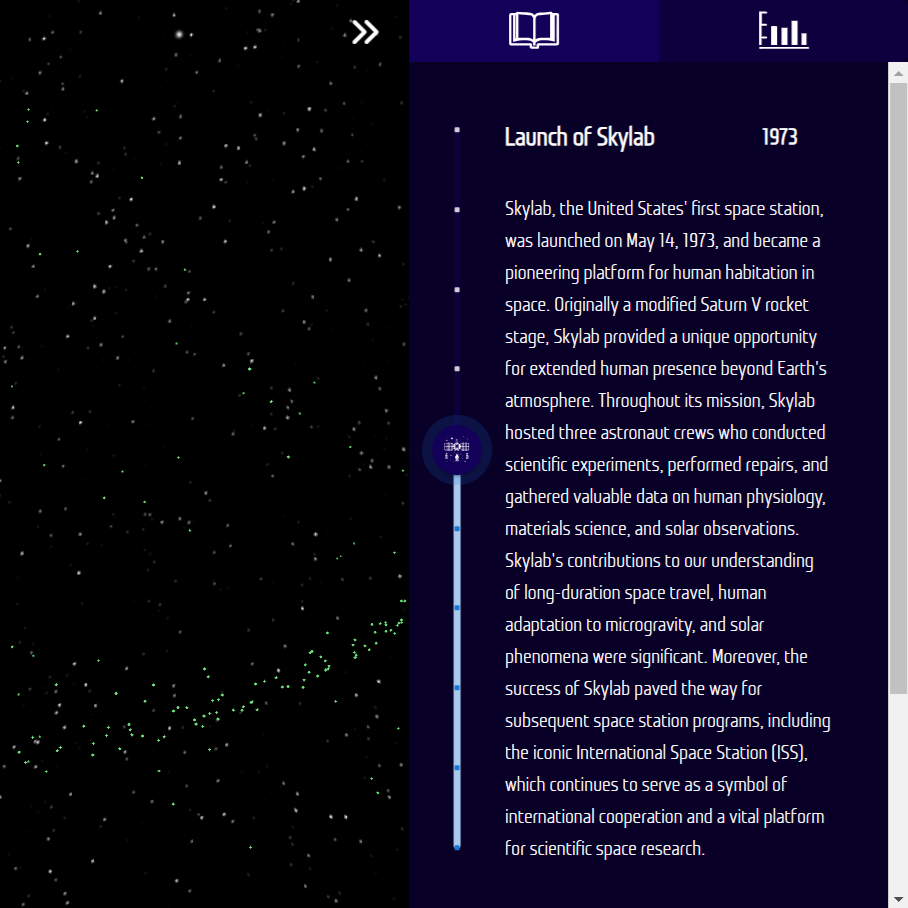 Launch of Skylab 1973
Skylab, the United States' first space station,
was launched on May 14, 1973, and became a
pioneering platform for human habitation in
space. Originally a modified Saturn V rocket
stage, Skylab provided a unique opportunity
for extended human presence beyond Earth's
atmosphere. Throughout its mission, Skylab
hosted three astronaut crews who conducted
scientific experiments, performed repairs, and
gathered valuable data on human physiology,
materials science, and solar observations.
Skylab's contributions to our understanding
of long-duration space travel, human
adaptation to microgravity, and solar
phenomena were significant. Moreover, the
success of Skylab paved the way for
subsequent space station programs, including
the iconic International Space Station (ISS),
which continues to serve as a symbol of
international cooperation and a vital platform
for scientific space research.